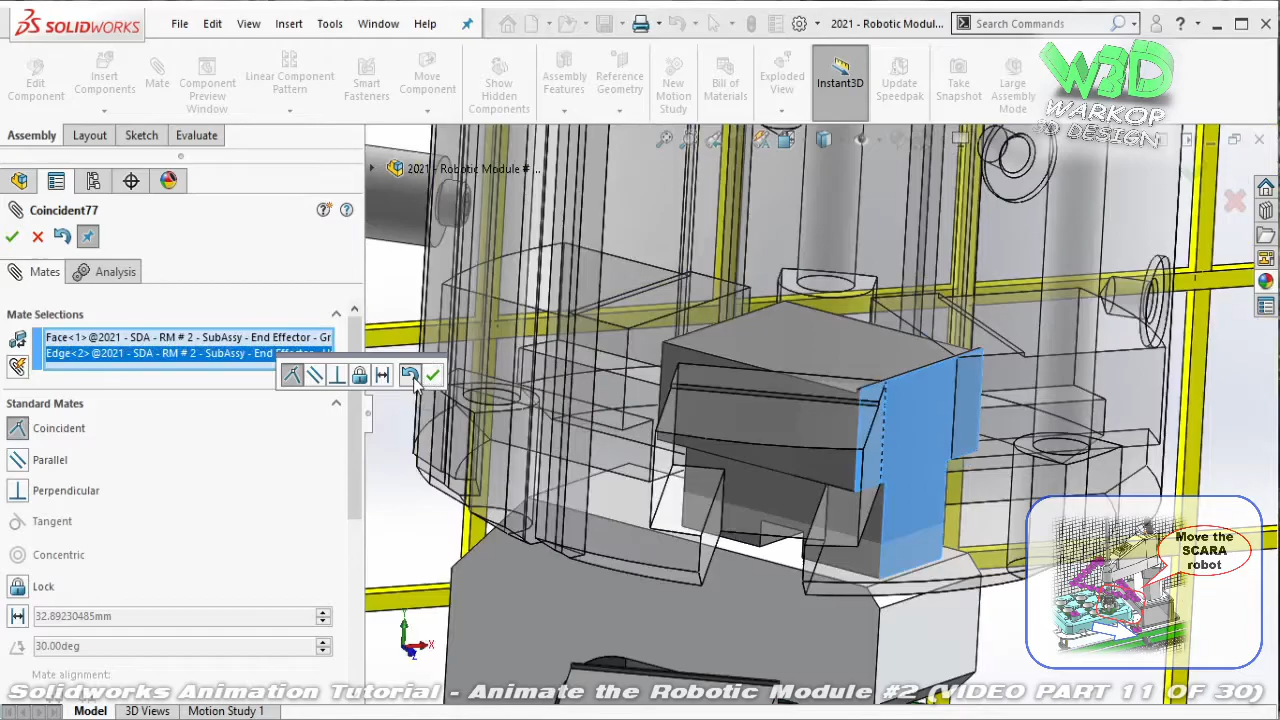 SOLIDWORKS File Edit View Insert Tools Window Help 2021 - Robotic Modul... Search Commands ?
Edit Component
Insert Components
Mate
Component Preview Window
Linear Component Pattern
Smart Fasteners
Move Component
Show Hidden Components
Assembly Features
Reference Geometry
New Motion Study
Bill of Materials
Exploded View
Instant3D
Update Speedpak
Take Snapshot
Large Assembly Mode
W3D
WARKOP
3D DESIGN
Assembly Layout Sketch Evaluate
2021 - Robotic Module # ...
Coincident77
Mates Analysis
Mate Selections
Face<1> @2021 - SDA - RM # 2 - SubAssy - End Effector - Gr
Edge<2> @2021 - SDA - RM # 2 - SubAssy - End Effector - 
Standard Mates
Coincident
Parallel
Perpendicular
Tangent
Concentric
Lock
32.89230485mm
30.00deg
Mate alignment:
Y
X
Z
Move the
SCARA
robot
Solidworks Animation Tutorial - Animate the Robotic Module #2 (VIDEO PART 11 OF 30)
Model 3D Views Motion Study 1